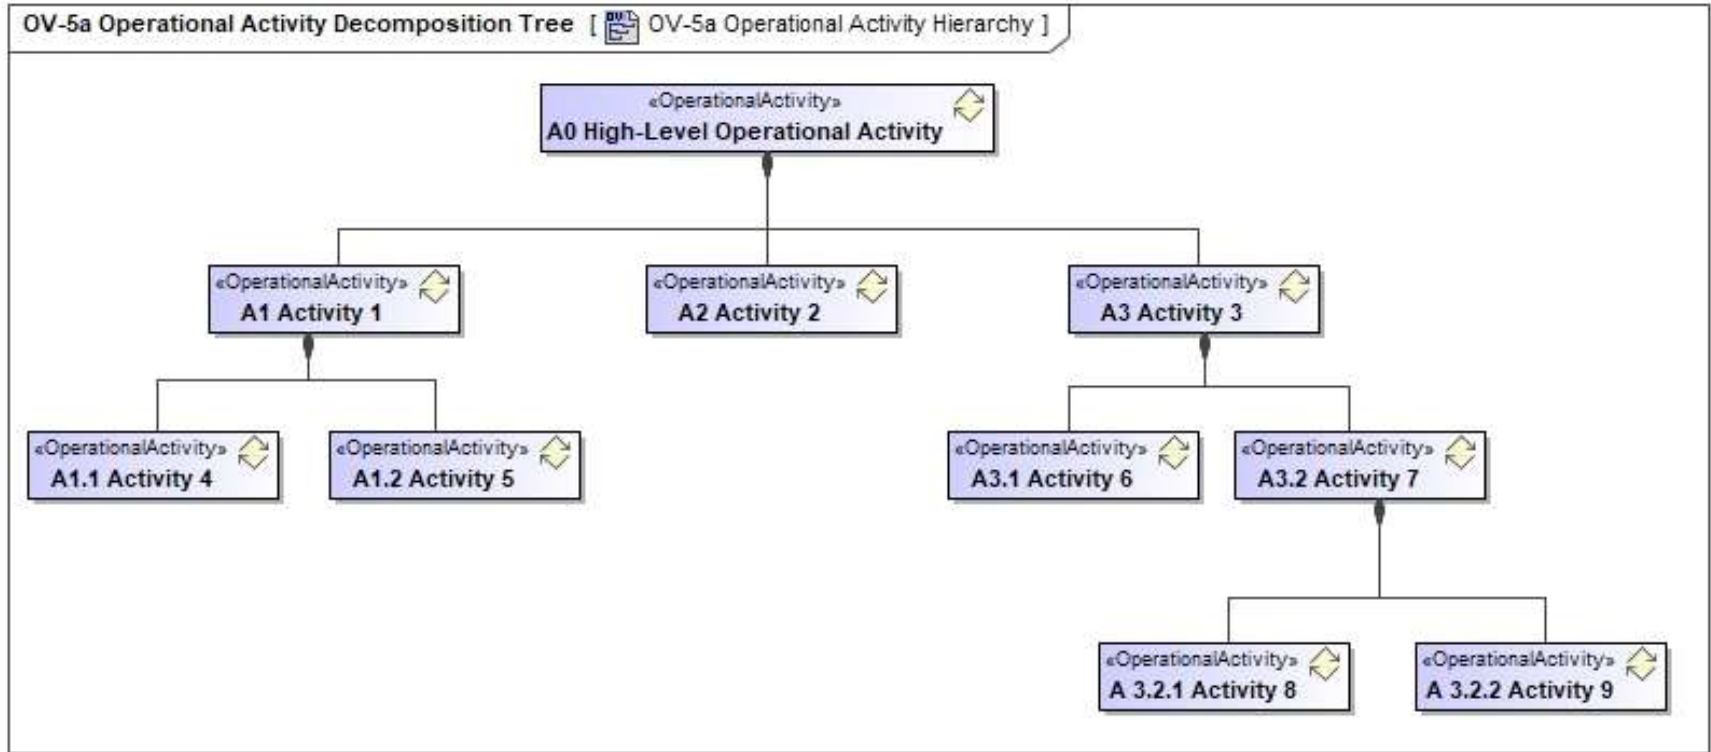 OV-5a Operational Activity Decomposition Tree [ OV-5a Operational Activity Hierarchy ]
«OperationalActivity»
A0 High-Level Operational Activity
«OperationalActivity»
A1 Activity 1
«OperationalActivity»
A2 Activity 2
«OperationalActivity»
A3 Activity 3
«OperationalActivity»
A1.1 Activity 4
«OperationalActivity»
A1.2 Activity 5
«OperationalActivity»
A3.1 Activity 6
«OperationalActivity»
A3.2 Activity 7
«OperationalActivity»
A 3.2.1 Activity 8
«OperationalActivity»
A 3.2.2 Activity 9